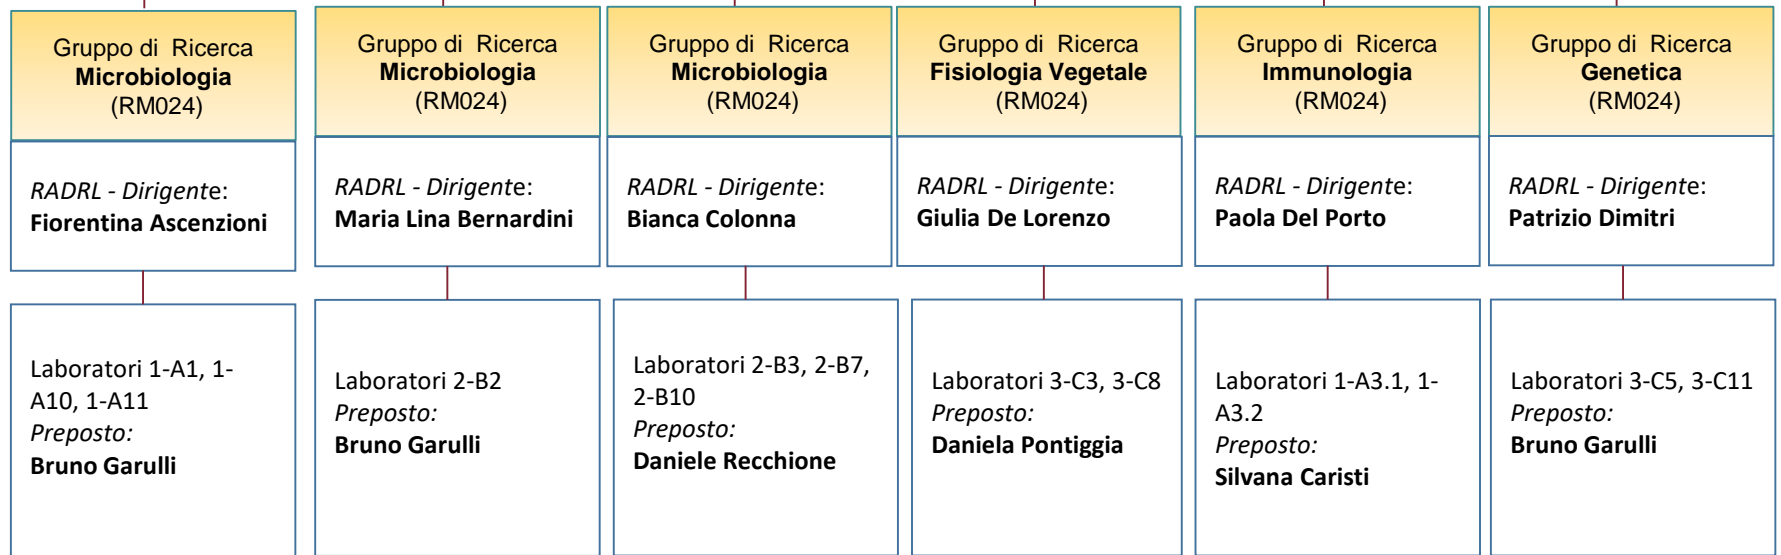 Gruppo di Ricerca
Microbiologia
(RM024)
RADRL - Dirigente:
Fiorentina Ascenzioni
Laboratori 1-A1, 1-
A10, 1-A11
Preposto:
Bruno Garulli
Gruppo di Ricerca
Microbiologia
(RM024)
RADRL - Dirigente:
Maria Lina Bernardini
Laboratori 2-B2
Preposto:
Bruno Garulli
Gruppo di Ricerca
Microbiologia
(RM024)
RADRL - Dirigente:
Bianca Colonna
Laboratori 2-B3, 2-B7,
2-B10
Preposto:
Daniele Recchione
Gruppo di Ricerca
Fisiologia Vegetale
(RM024)
RADRL - Dirigente:
Giulia De Lorenzo
Laboratori 3-C3, 3-C8
Preposto:
Daniela Pontiggia
Gruppo di Ricerca
Immunologia
(RM024)
RADRL - Dirigente:
Paola Del Porto
Laboratori 1-A3.1, 1-
A3.2
Preposto:
Silvana Caristi
Gruppo di Ricerca
Genetica
(RM024)
RADRL - Dirigente:
Patrizio Dimitri
Laboratori 3-C5, 3-C11
Preposto:
Bruno Garulli